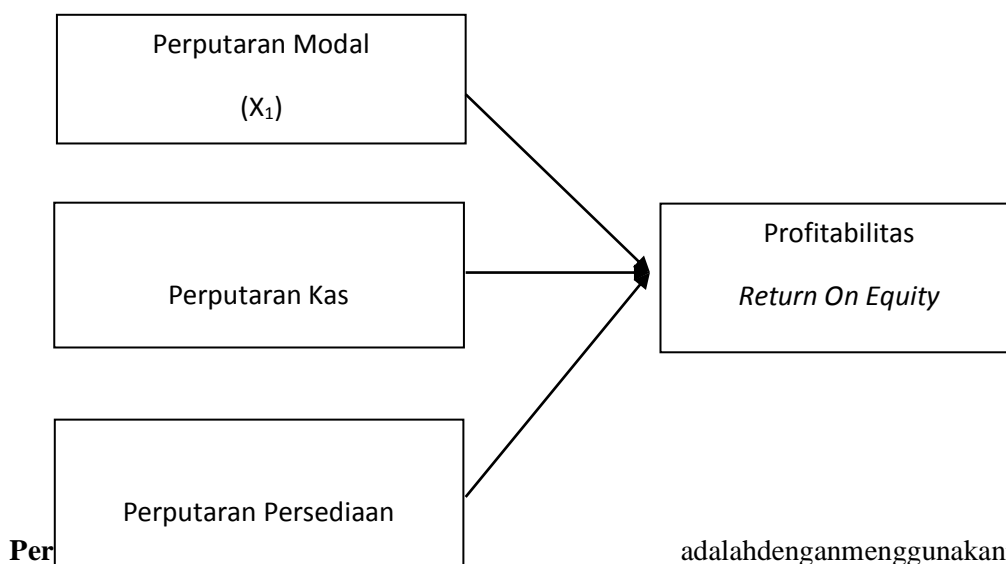 Perputaran Modal
(X₁)
Perputaran Kas
Profitabilitas
Return On Equity
Perputaran Persediaan
Per adalahdenganmenggunakan